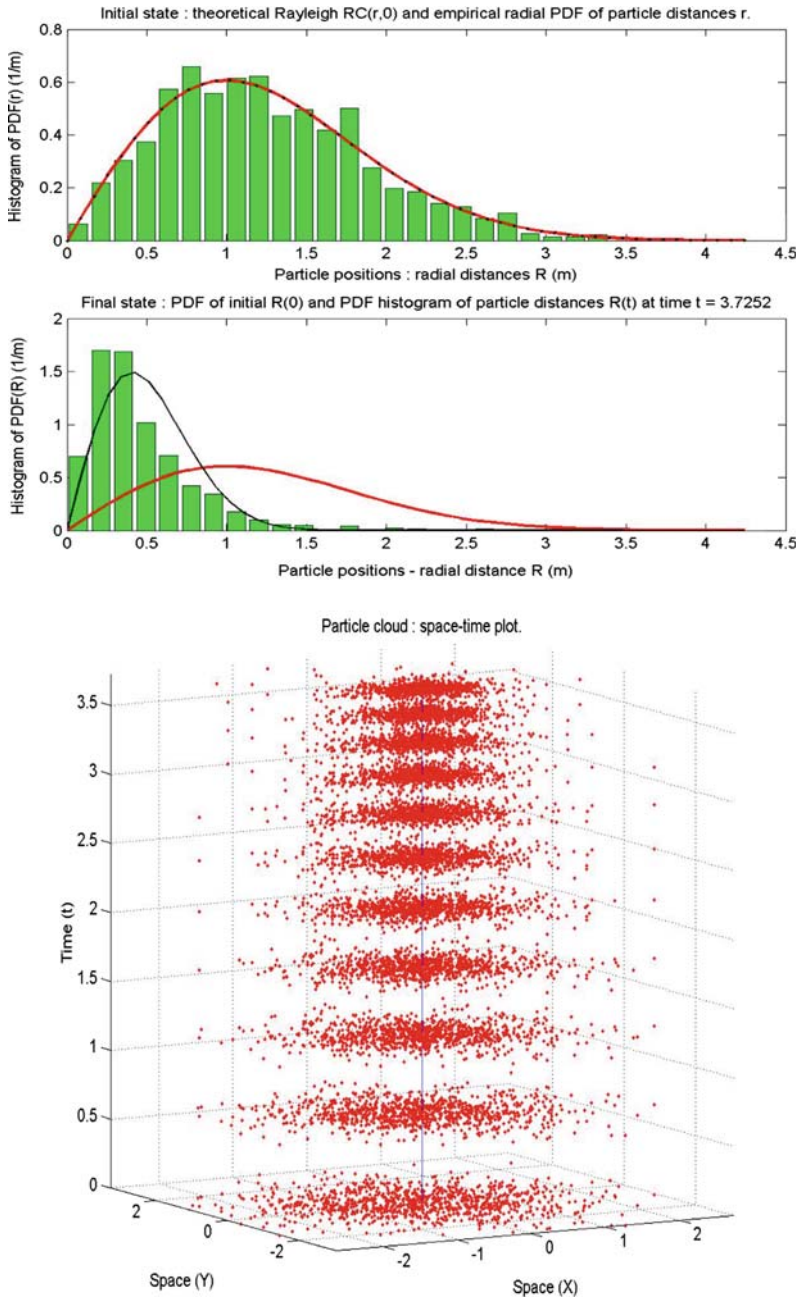 Initial state : theoretical Rayleigh RC(r,0) and empirical radial PDF of particle distances r.
Histogram of PDF(r) (1/m)
0.8
0.6
0.4
0.2
0
0 0.5 1 1.5 2 2.5 3 3.5 4 4.5
Particle positions : radial distances R (m)
Final state : PDF of initial R(0) and PDF histogram of particle distances R(t) at time t = 3.7252
Histogram of PDF(R) (1/m)
2
1.5
1
0.5
0
0 0.5 1 1.5 2 2.5 3 3.5 4 4.5
Particle positions - radial distance R (m)
Particle cloud : space-time plot.
Time (t)
3.5
3
2.5
2
1.5
1
0.5
0
2 0 -2
Space (Y)
-2 -1 0 1 2
Space (X)